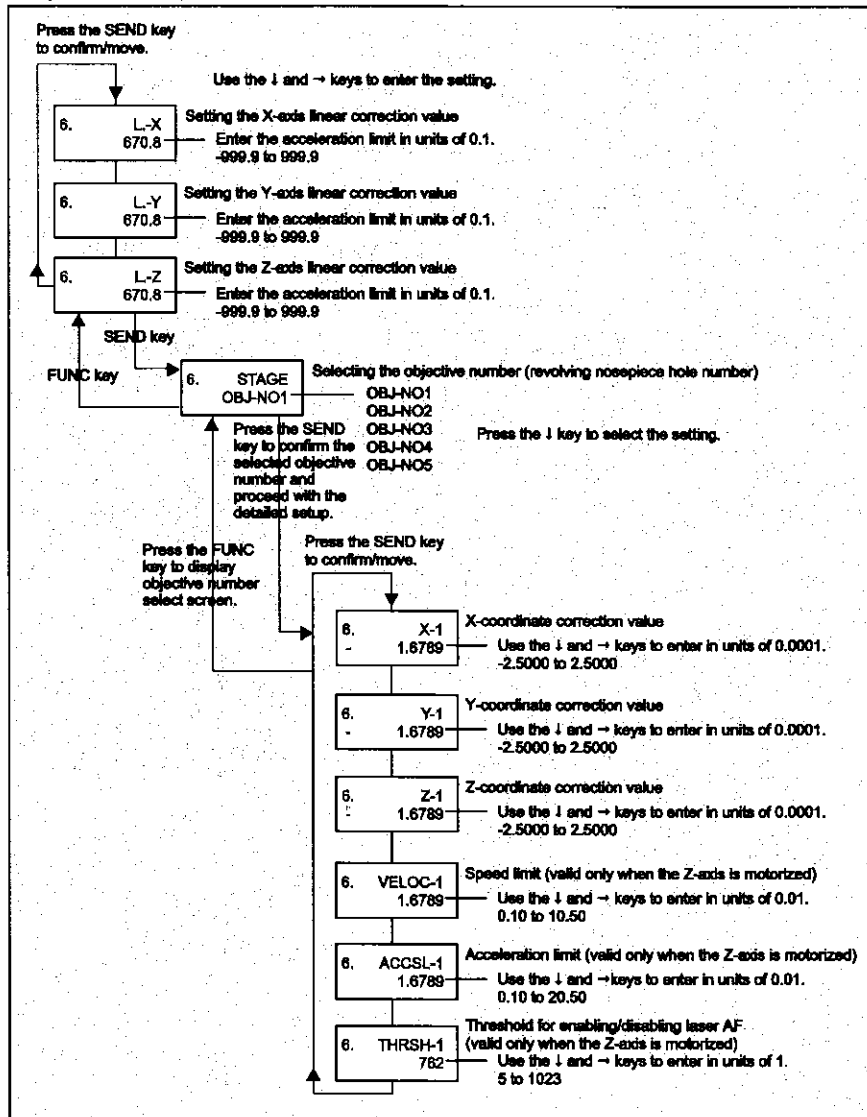 Press the SEND key
to confirm/move.
Use the ↓ and → keys to enter the setting.
6. L.-X
670.8
Setting the X-axis linear correction value
Enter the acceleration limit in units of 0.1.
-999.9 to 999.9
6. L.-Y
670.8
Setting the Y-axis linear correction value
Enter the acceleration limit in units of 0.1.
-999.9 to 999.9
6. L.-Z
670.8
Setting the Z-axis linear correction value
Enter the acceleration limit in units of 0.1.
-999.9 to 999.9
SEND key
FUNC key
6. STAGE
OBJ-NO1
Selecting the objective number (revolving nosepiece hole number)
OBJ-NO1
OBJ-NO2
OBJ-NO3
OBJ-NO4
OBJ-NO5
Press the ↓ key to select the setting.
Press the SEND
key to confirm the
selected objective
number and
proceed with the
detailed setup.
Press the FUNC
key to display
objective number
select screen.
Press the SEND key
to confirm/move.
6. X-1
- 1.6789
X-coordinate correction value
Use the ↓ and → keys to enter in units of 0.0001.
-2.5000 to 2.5000
6. Y-1
- 1.6789
Y-coordinate correction value
Use the ↓ and → keys to enter in units of 0.0001.
-2.5000 to 2.5000
6. Z-1
- 1.6789
Z-coordinate correction value
Use the ↓ and → keys to enter in units of 0.0001.
-2.5000 to 2.5000
6. VELOC-1
1.6789
Speed limit (valid only when the Z-axis is motorized)
Use the ↓ and → keys to enter in units of 0.01.
0.10 to 10.50
6. ACCSL-1
1.6789
Acceleration limit (valid only when the Z-axis is motorized)
Use the ↓ and →keys to enter in units of 0.01.
0.10 to 20.50
6. THRSH-1
762
Threshold for enabling/disabling laser AF
(valid only when the Z-axis is motorized)
Use the ↓ and → keys to enter in units of 1.
5 to 1023